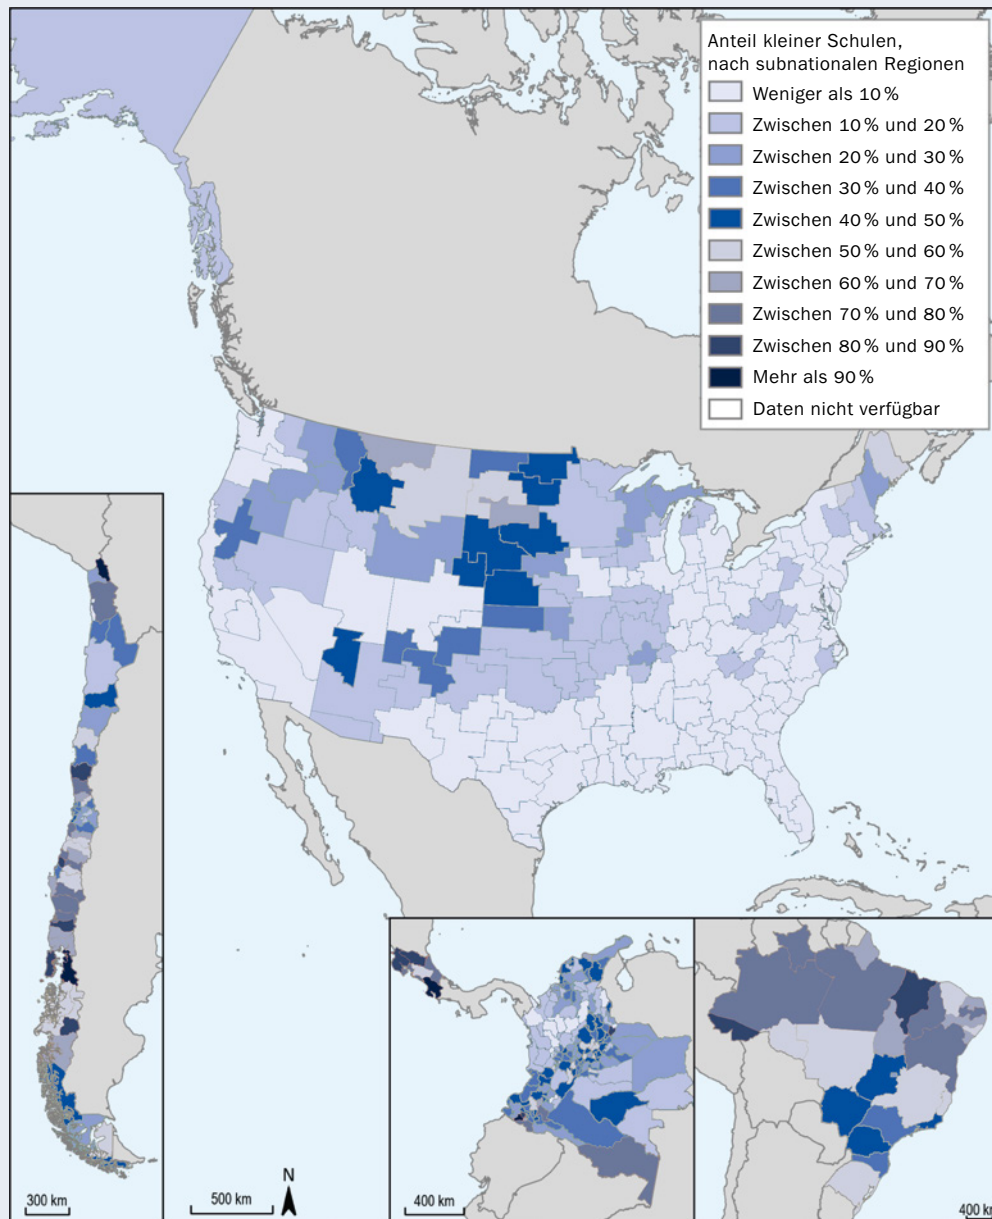 Anteil kleiner Schulen,
nach subnationalen Regionen
Weniger als 10 %
Zwischen 10 % und 20 %
Zwischen 20 % und 30 %
Zwischen 30 % und 40 %
Zwischen 40 % und 50 %
Zwischen 50 % und 60 %
Zwischen 60 % und 70 %
Zwischen 70 % und 80 %
Zwischen 80 % und 90 %
Mehr als 90 %
Daten nicht verfügbar
300 km
500 km
N
400 km
400 km